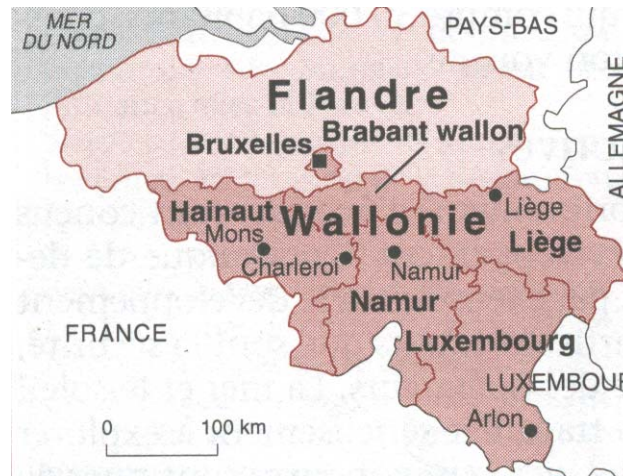 MER
DU NORD
PAYS-BAS
ALLEMAGNE
Flandre
Bruxelles
Brabant wallon
Hainaut
Wallonie
Liège
Mons
Liège
Charleroi
Namur
Namur
FRANCE
Luxembourg
LUXEMBOUR
Arlon
0 100 km